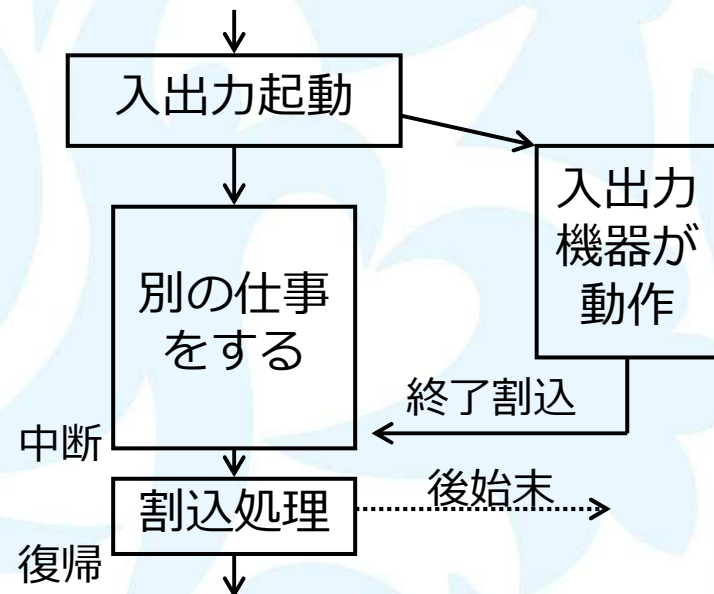 入出力起動
入出力
機器が
動作
別の仕事
をする
終了割込
中断
割込処理
後始末
復帰